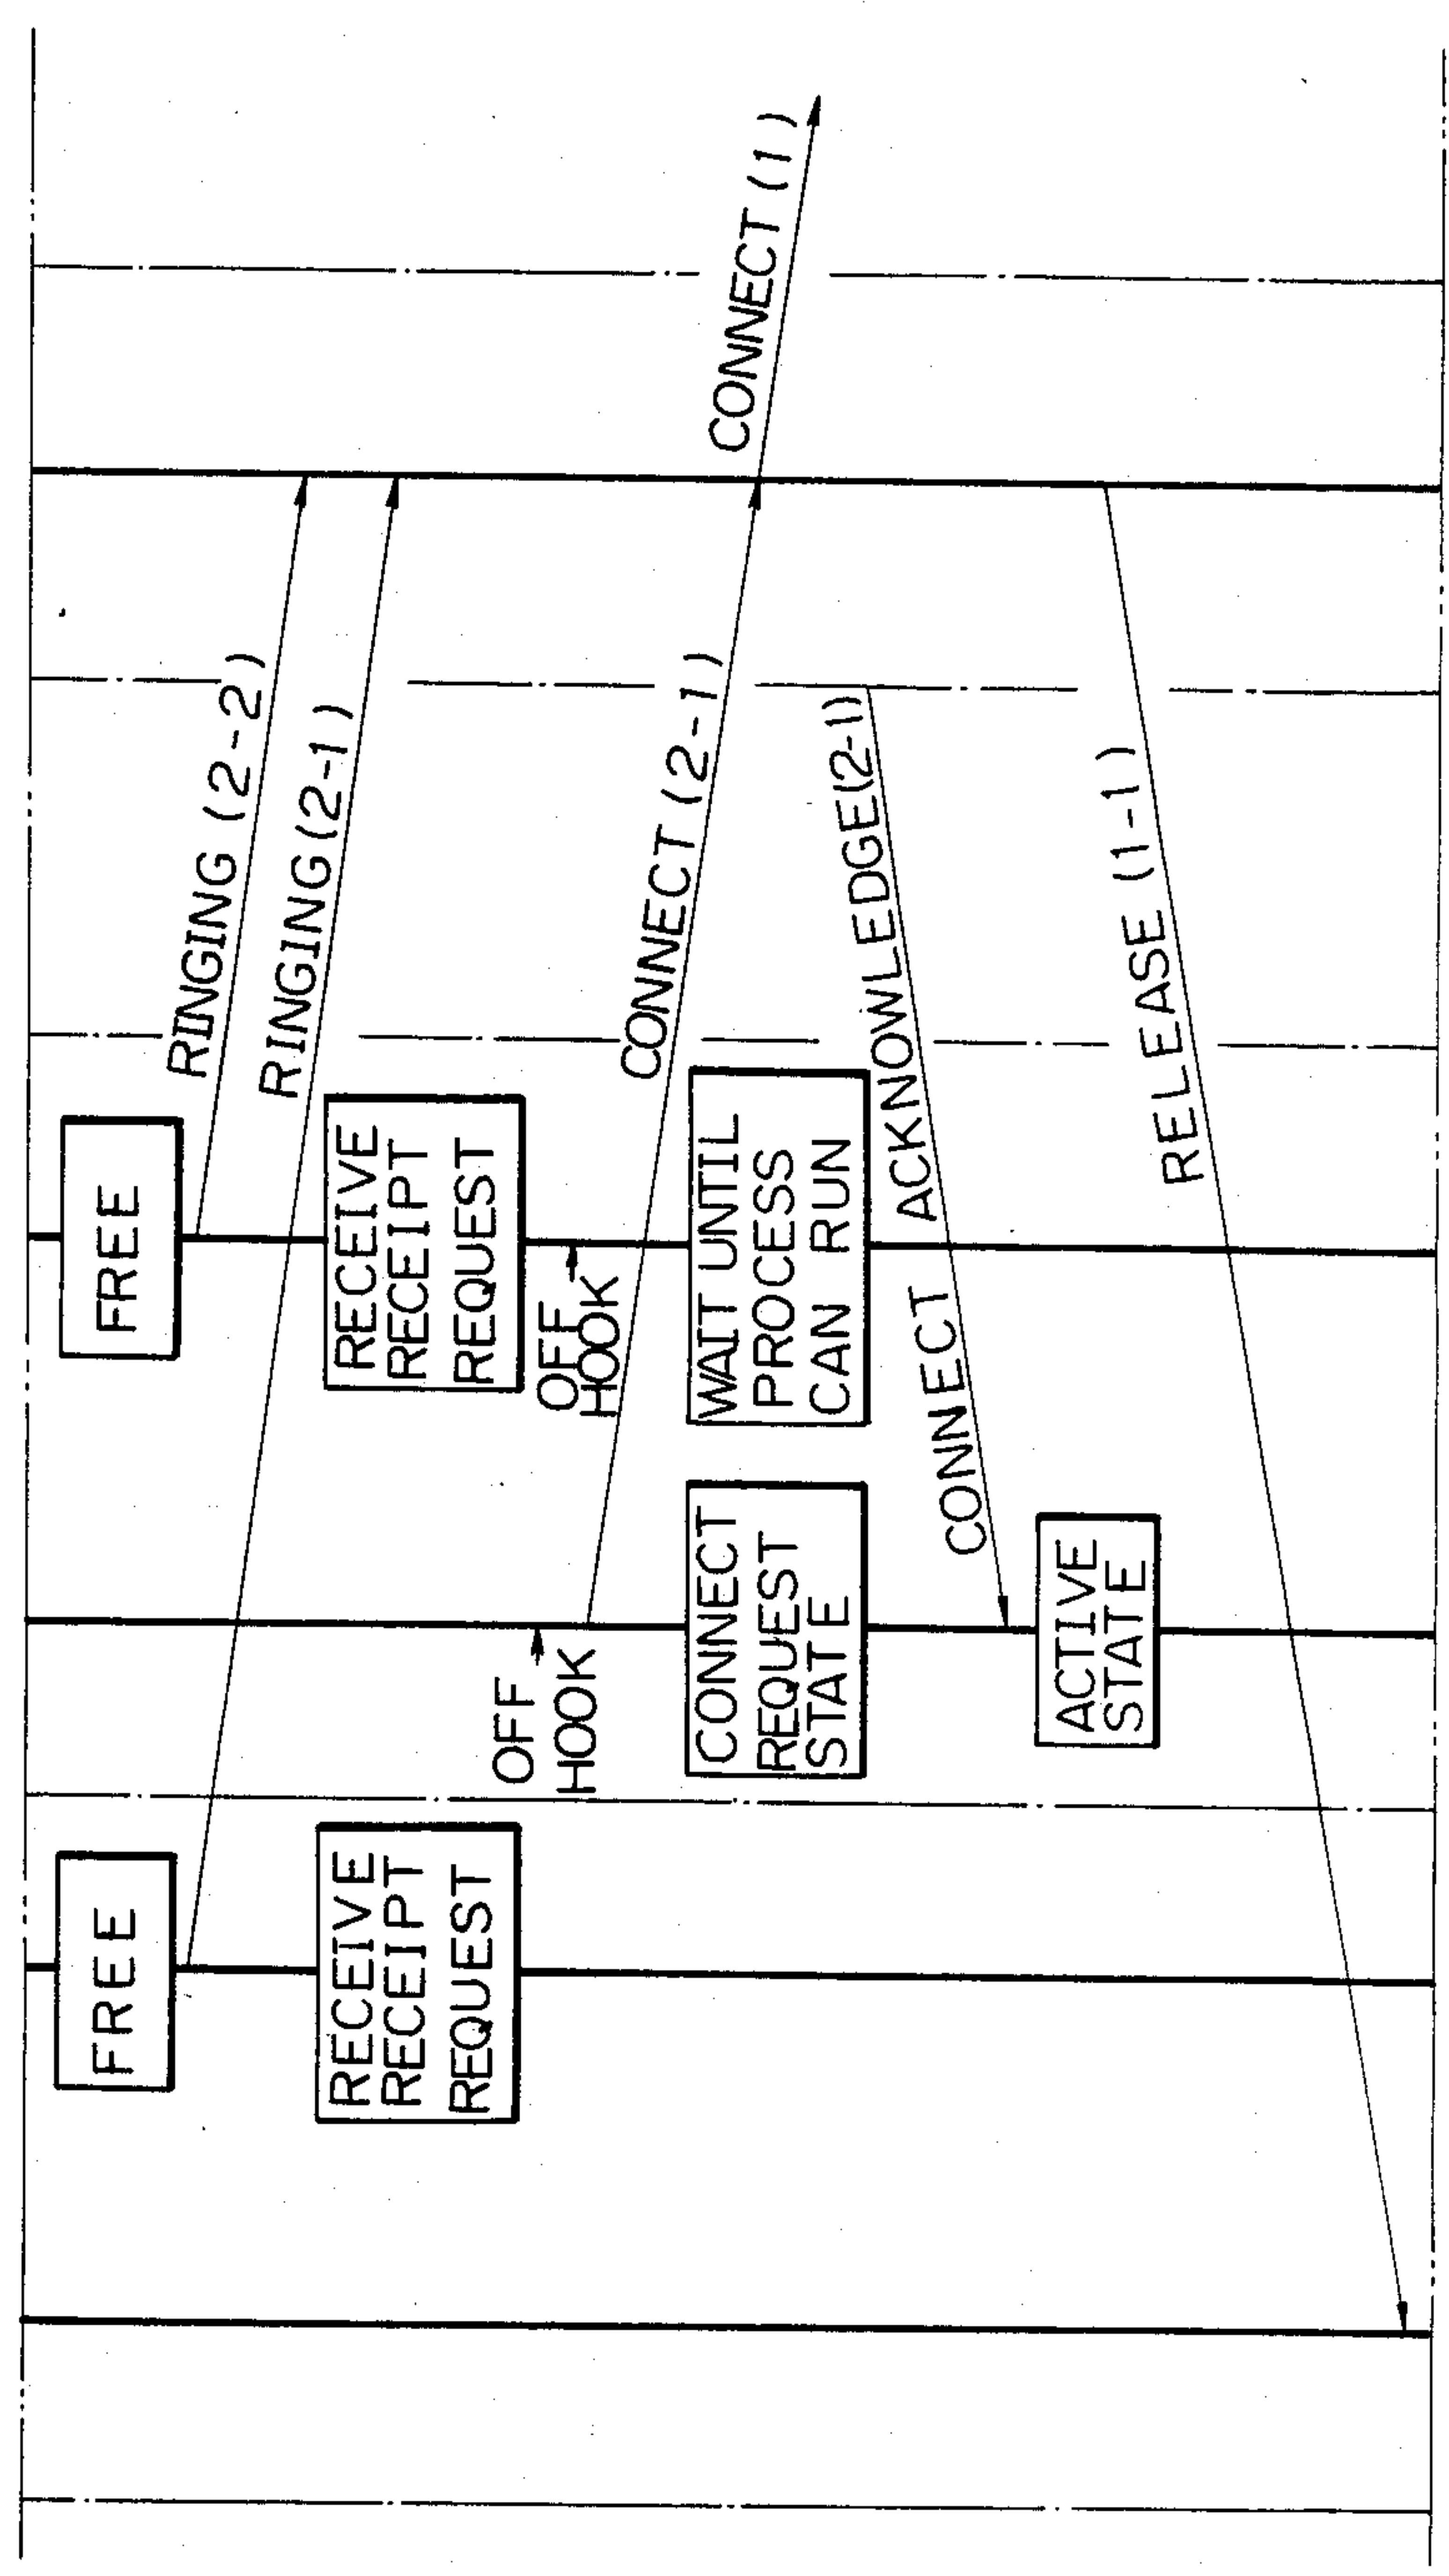 RINGING (2-2)
RINGING (2-1)
FREE
RECEIVE
RECEIPT
REQUEST
OFF
HOOK
CONNECT (2-1)
CONNECT (1)
WAIT UNTIL
PROCESS
CAN RUN
OFF
HOOK
CONNECT
REQUEST
STATE
CONNECT ACKNOWLEDGE(2-1)
ACTIVE
STATE
RELEASE (1-1)
FREE
RECEIVE
RECEIPT
REQUEST